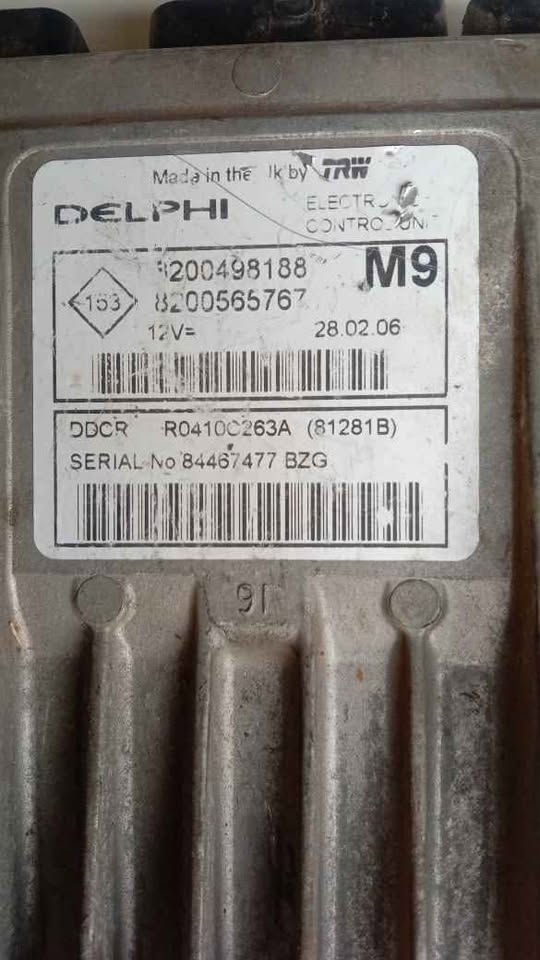 Made in the Uk by TRW
DELPHI
ELECTRO
CONTROL UNIT
M9
8200498188
8200565767
153
12V=
28.02.06
DDCR R0410C263A (81281B)
SERIAL No 84467477 BZG
91